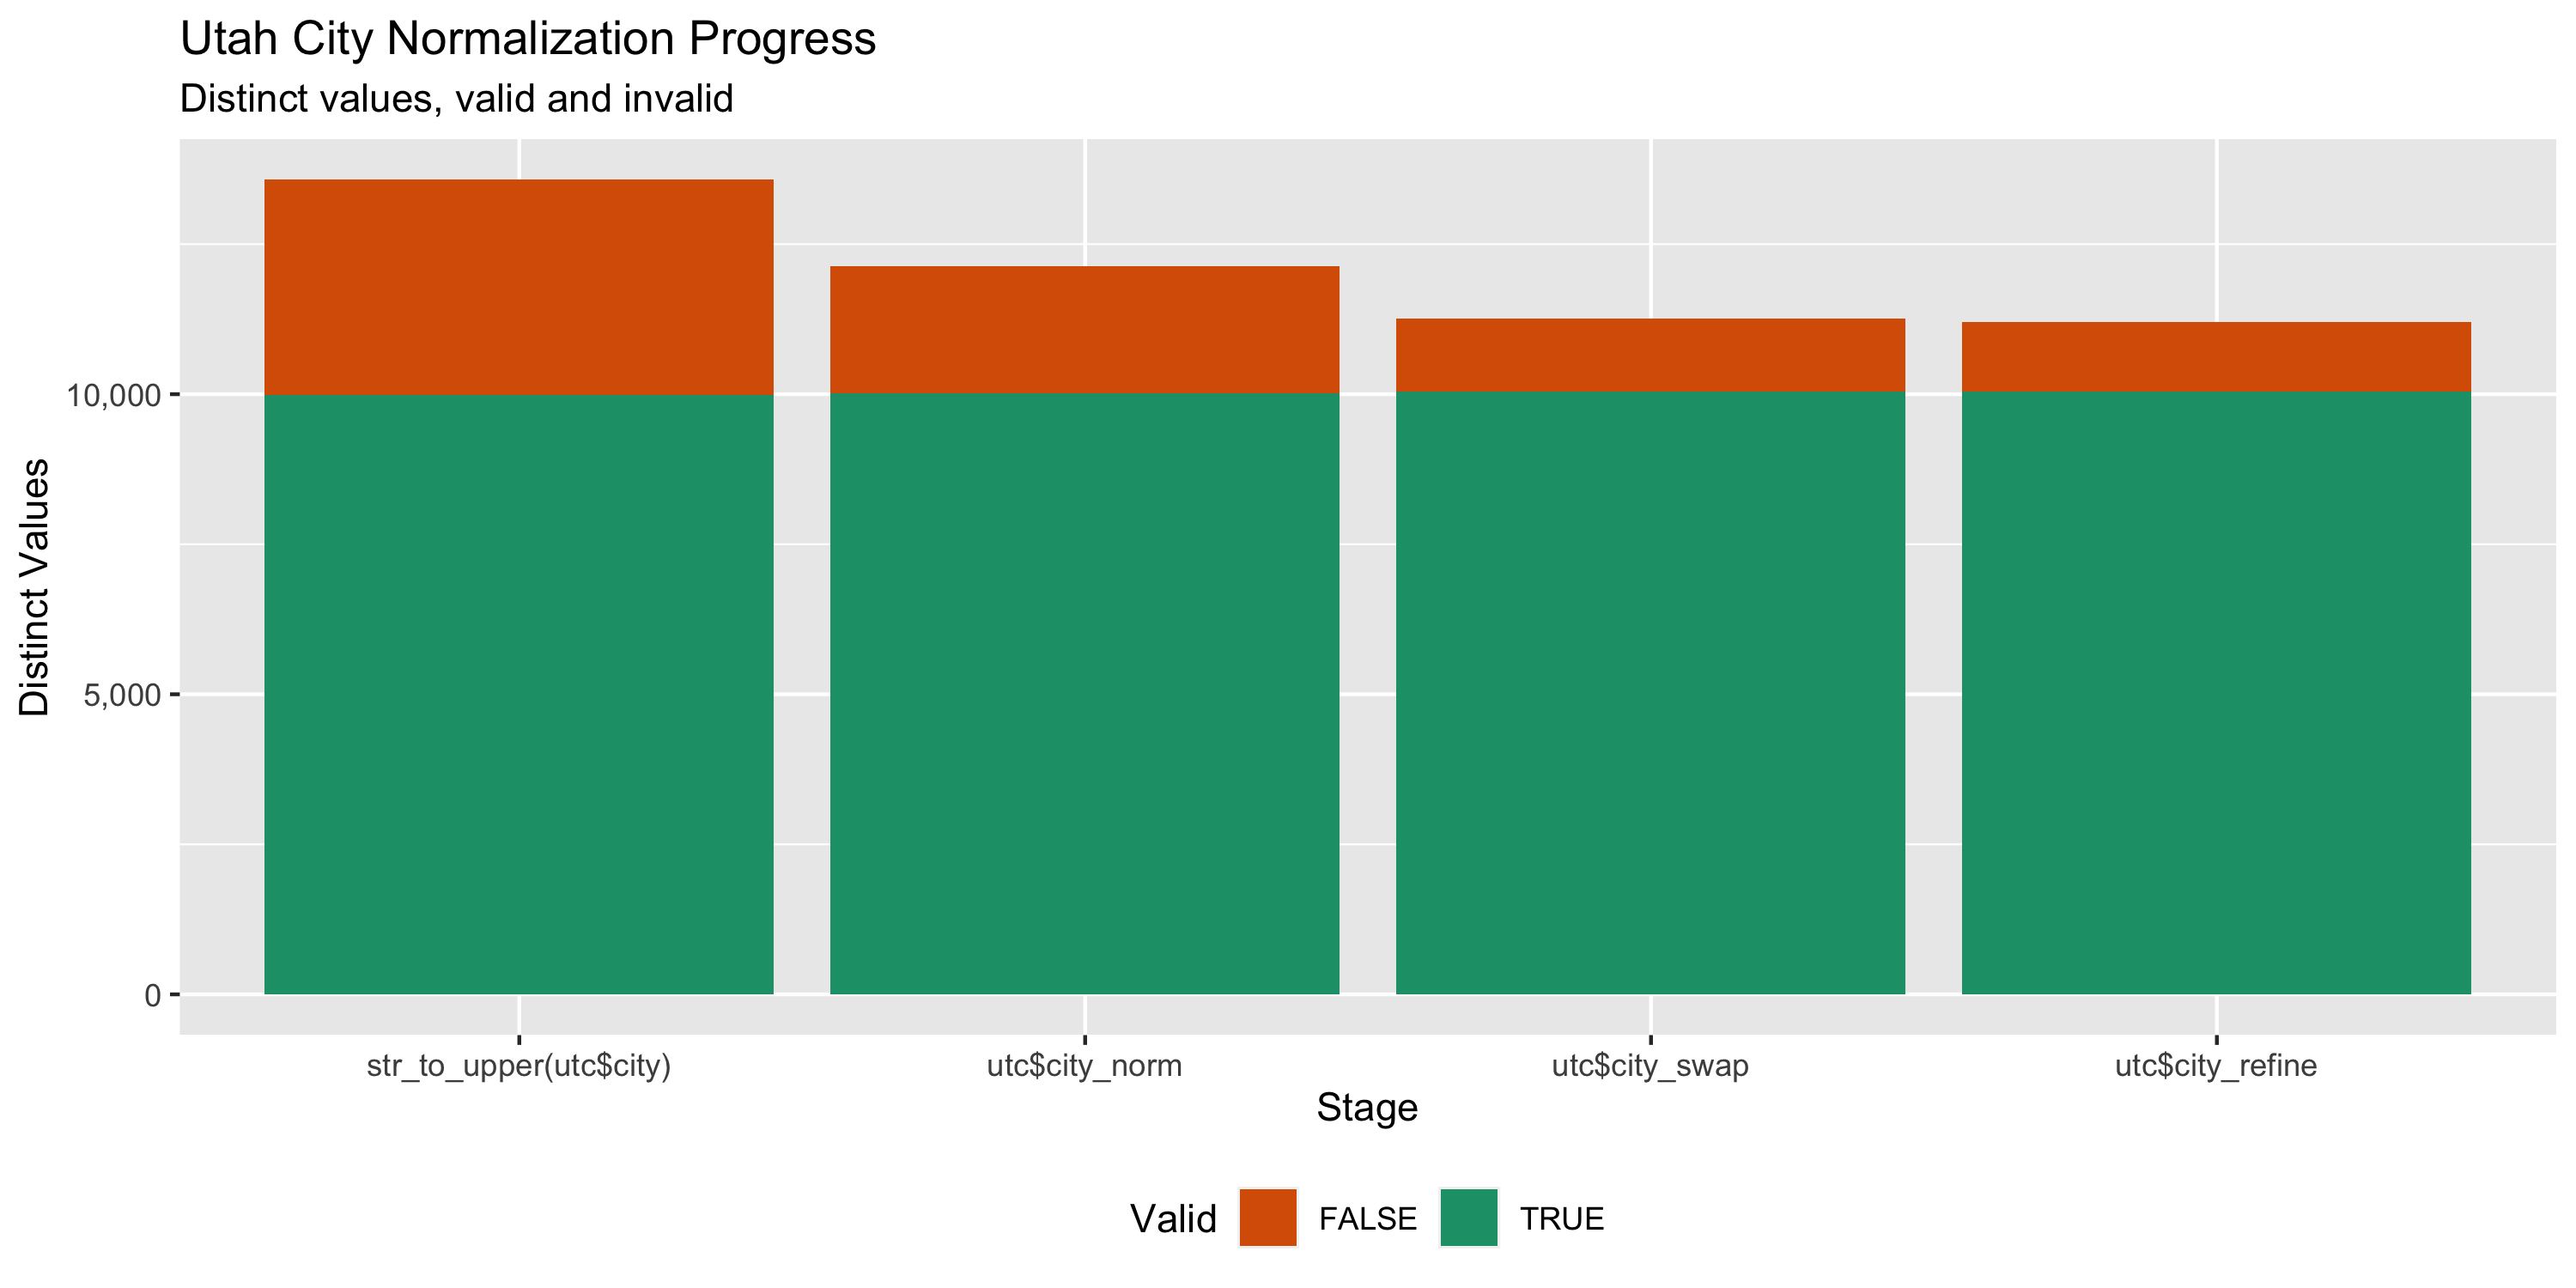 Utah City Normalization Progress
Distinct values, valid and invalid
Distinct Values
10,000
5,000
0
str_to_upper(utc$city)
utc$city_norm
utc$city_swap
utc$city_refine
Stage
Valid
FALSE
TRUE